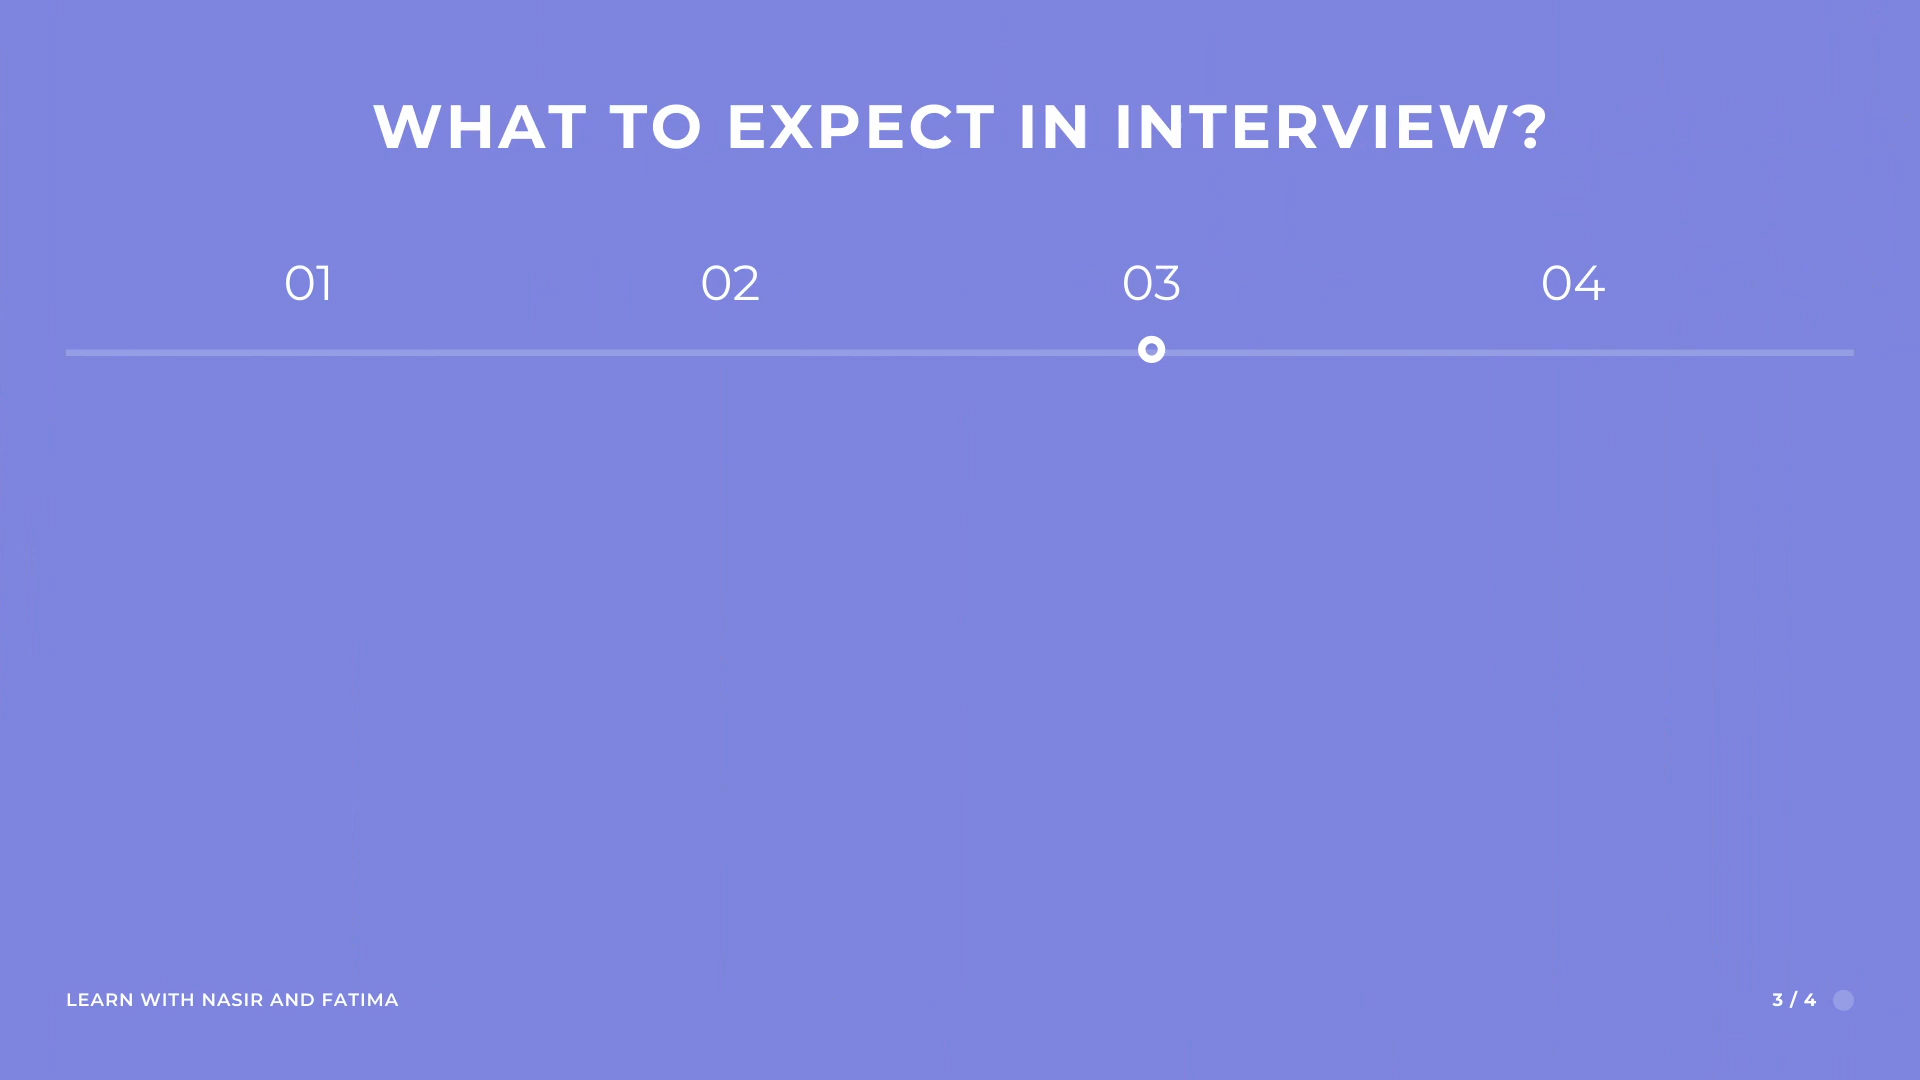 WHAT TO EXPECT IN INTERVIEW?
01 02 03 04
LEARN WITH NASIR AND FATIMA
3 / 4